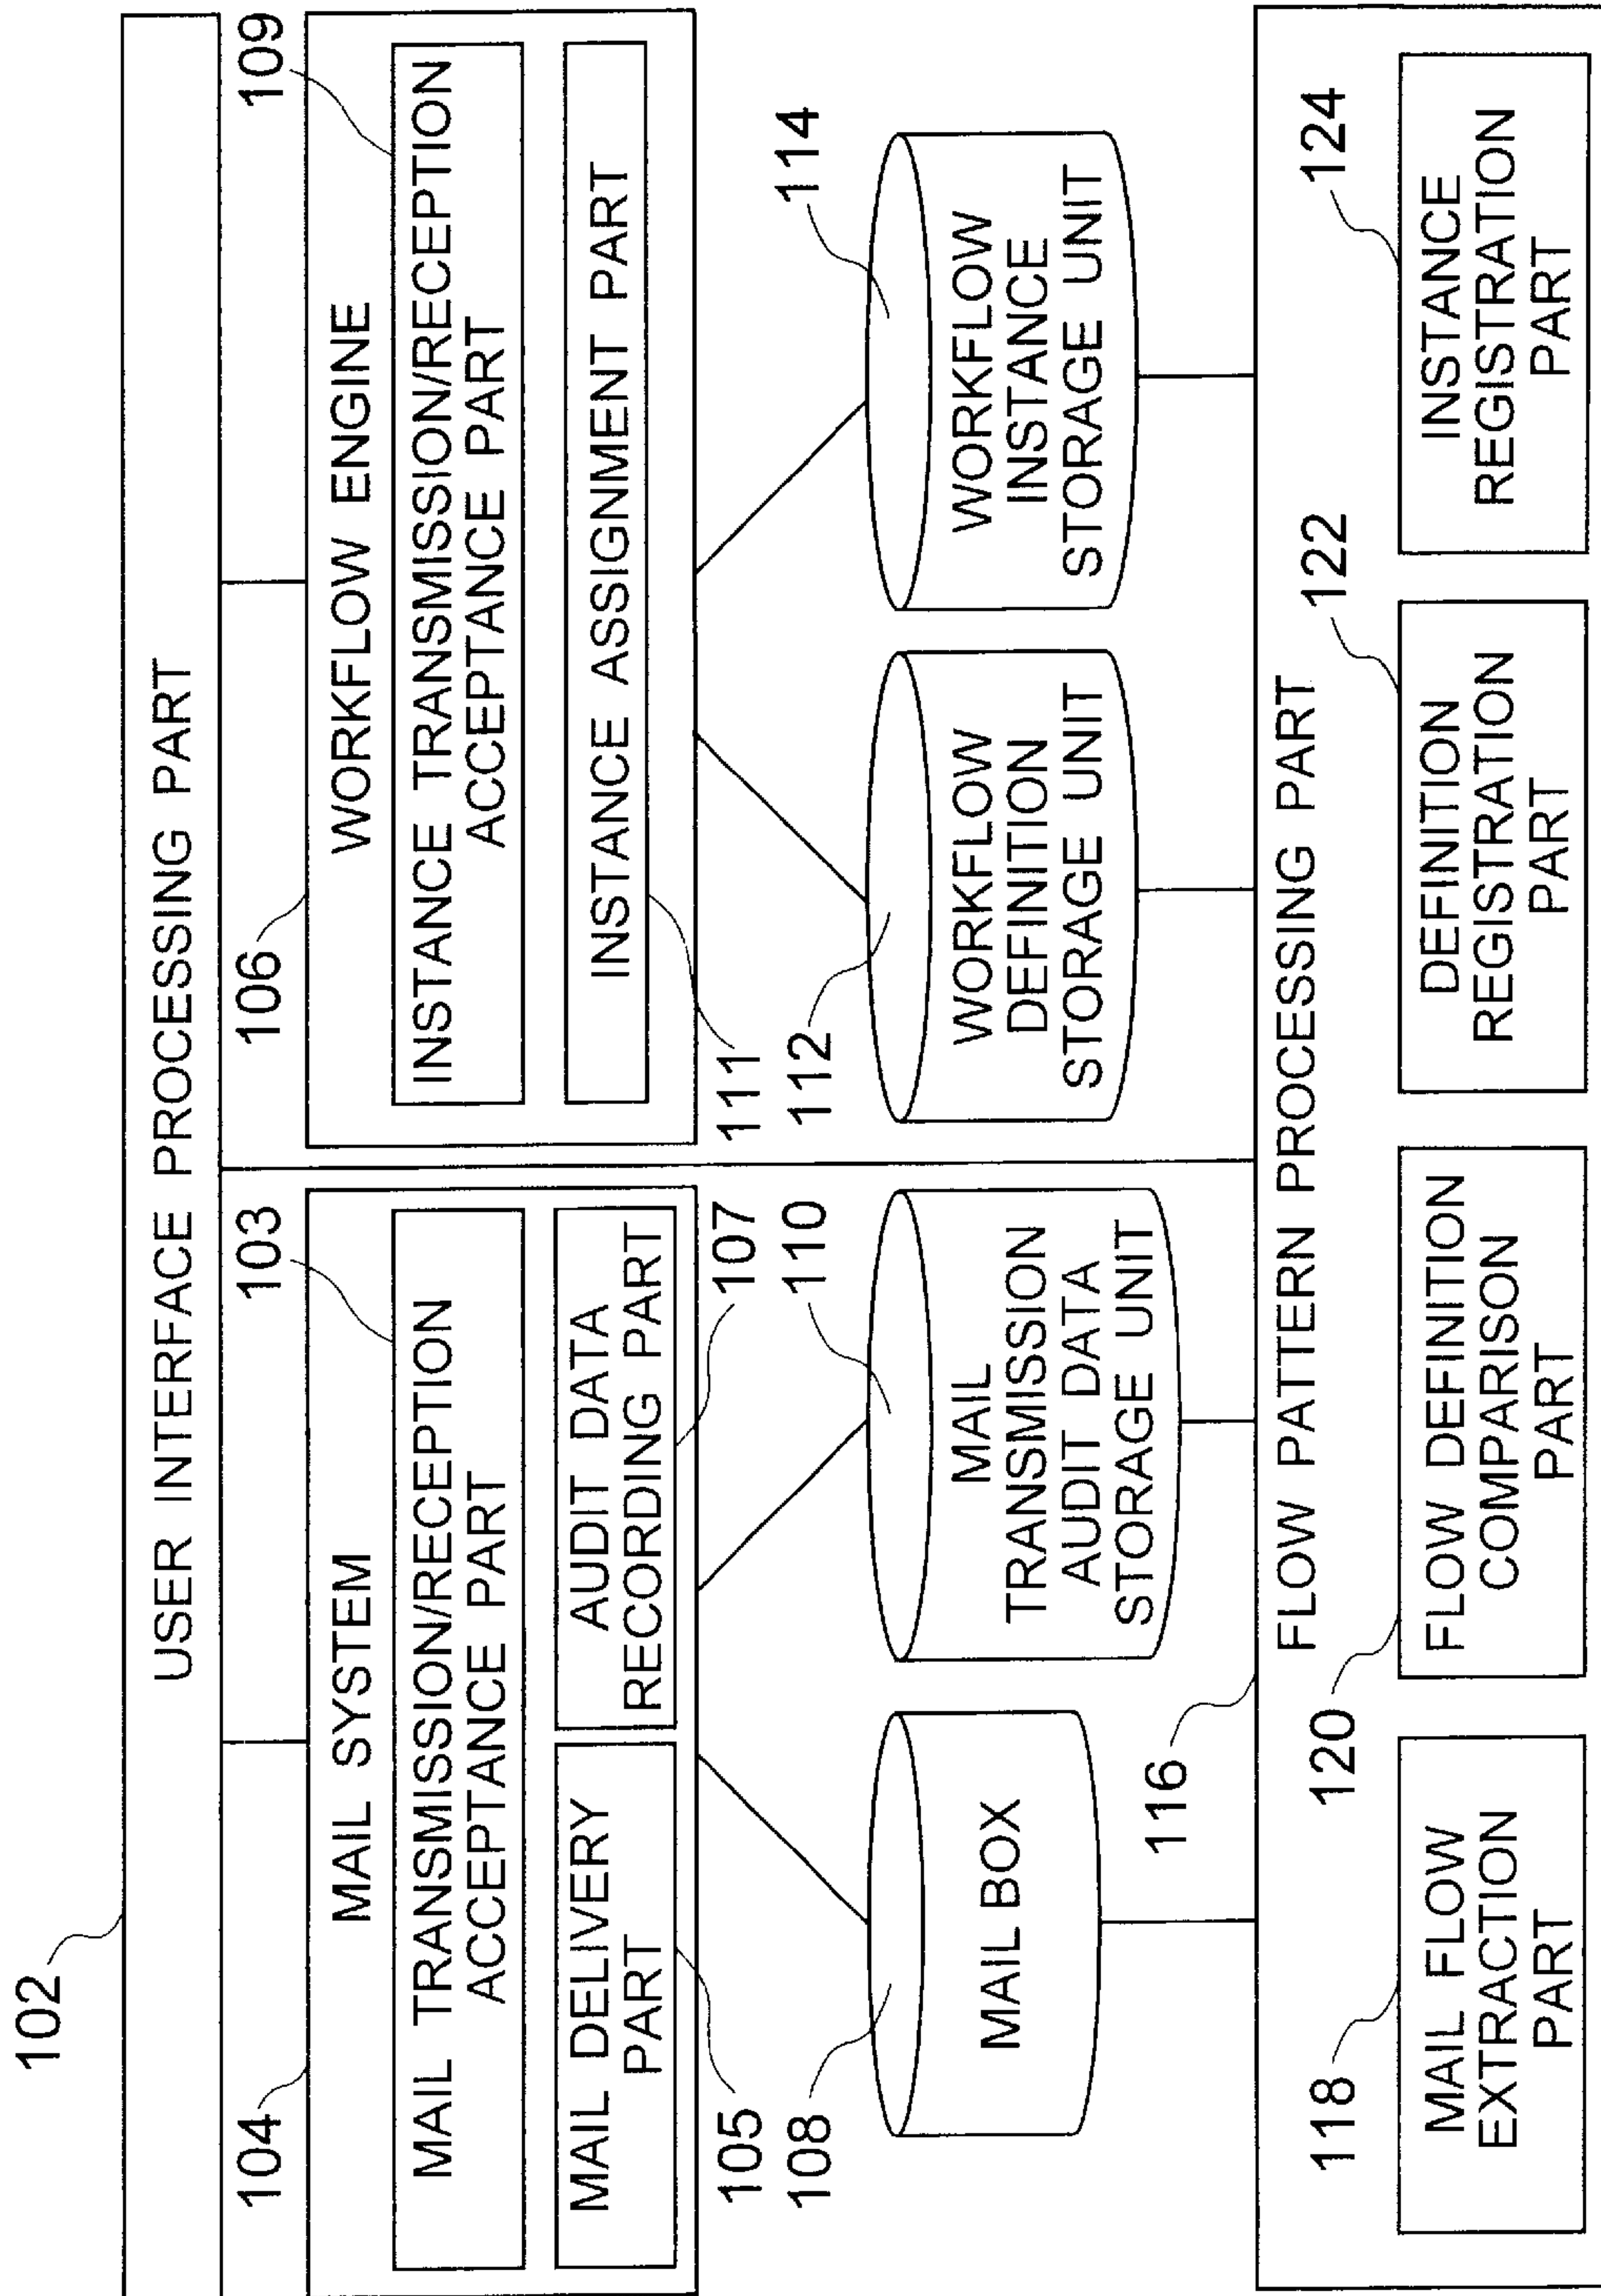 102
USER INTERFACE PROCESSING PART
104
103
106
109
MAIL SYSTEM
MAIL TRANSMISSION/RECEPTION
ACCEPTANCE PART
MAIL DELIVERY
PART
AUDIT DATA
RECORDING PART
WORKFLOW ENGINE
INSTANCE TRANSMISSION/RECEPTION
ACCEPTANCE PART
INSTANCE ASSIGNMENT PART
105
107
111
108
110
112
114
MAIL BOX
MAIL
TRANSMISSION
AUDIT DATA
STORAGE UNIT
WORKFLOW
DEFINITION
STORAGE UNIT
WORKFLOW
INSTANCE
STORAGE UNIT
116
FLOW PATTERN PROCESSING PART
118
120
122
124
MAIL FLOW
EXTRACTION
PART
FLOW DEFINITION
COMPARISON
PART
DEFINITION
REGISTRATION
PART
INSTANCE
REGISTRATION
PART